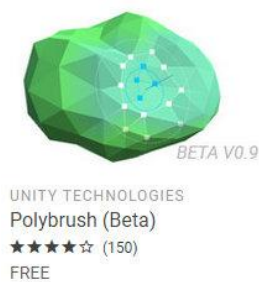 BETA V0.9
UNITY TECHNOLOGIES
Polybrush (Beta)
★★★★☆ (150)
FREE